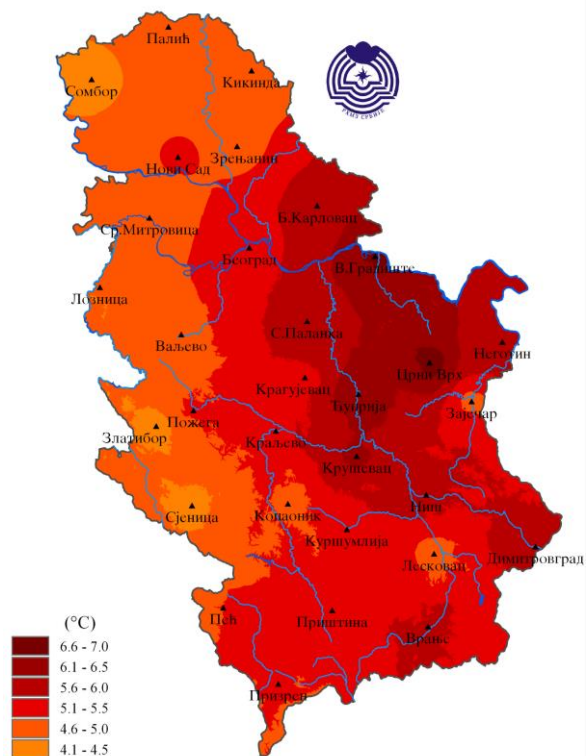 Палић
Сомбор
Кикинда
РХМЗ СРБИЈЕ
Зрењанин
Нови Сад
Б.Карловац
Ср.Митровица
Београд
В.Градиште
Лозница
С.Паланка
Ваљево
Неготин
Црни Врх
Крагујевац
Ћуприја
Зајечар
Пожега
Златибор
Краљево
Крушевац
Ниш
Сјеница
Копаоник
Куршумлија
Лесковац
Димитровград
Пећ
Приштина
Врање
Призрен
(°C)
6.6 - 7.0
6.1 - 6.5
5.6 - 6.0
5.1 - 5.5
4.6 - 5.0
4.1 - 4.5